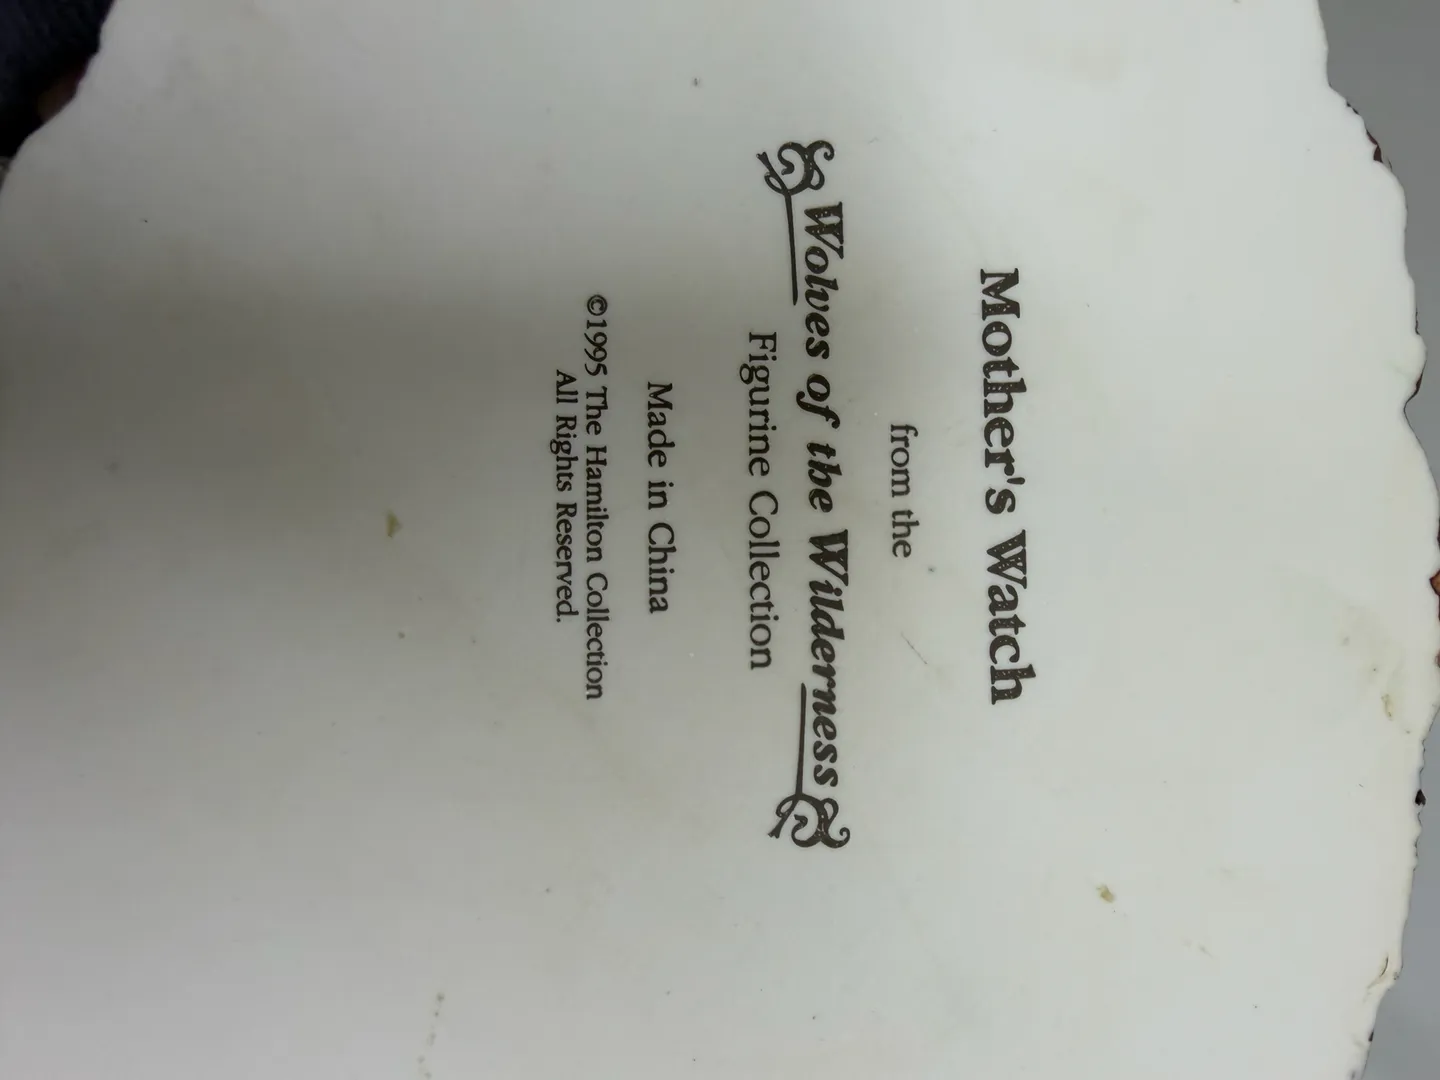 Mother's Watch
from the
Wolves of the Wilderness
Figurine Collection
Made in China
©1995 The Hamilton Collection
All Rights Reserved.